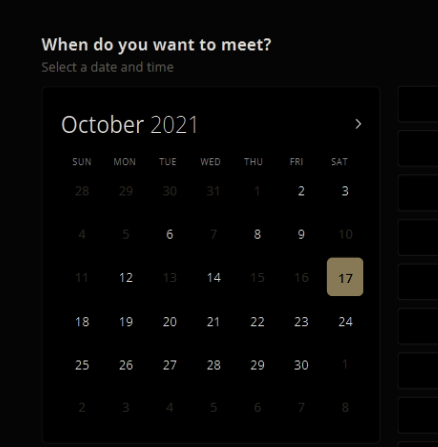 When do you want to meet?
Select a date and time
October 2021 >
SUN MON TUE WED THU FRI SAT
28 29 30 31 1 2 3
4 5 6 7 8 9 10
11 12 13 14 15 16 17
18 19 20 21 22 23 24
25 26 27 28 29 30 1
2 3 4 5 6 7 8